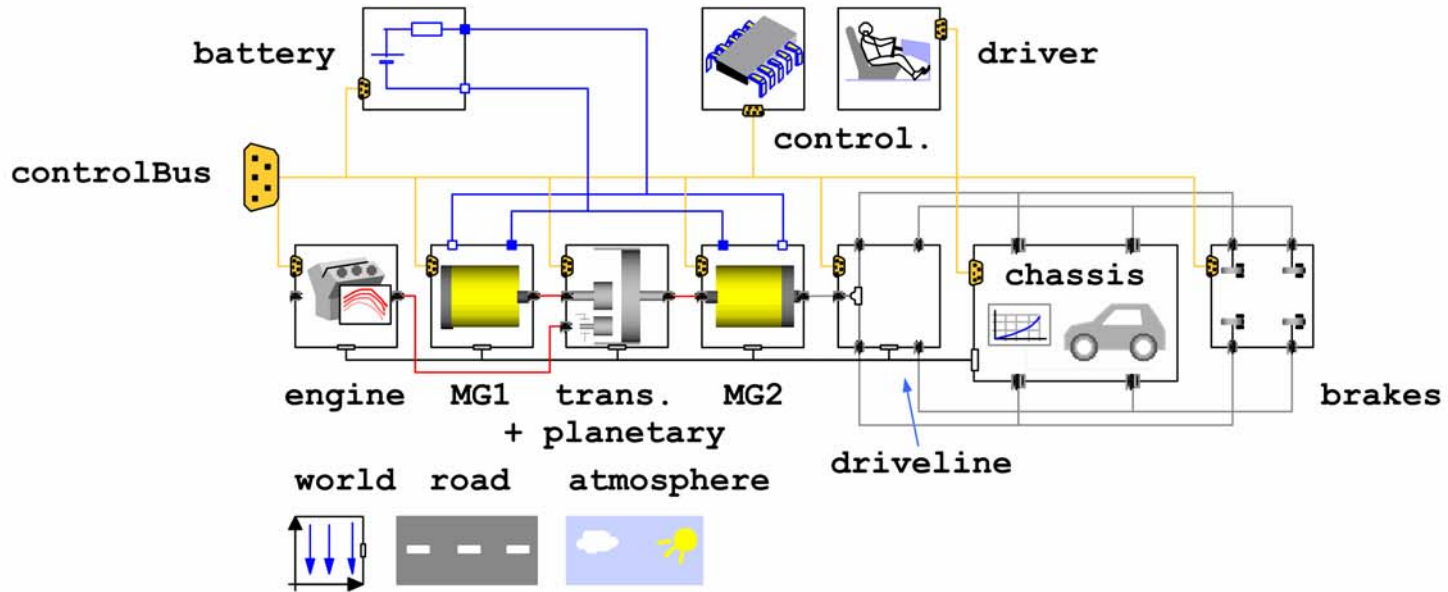 battery
driver
control.
controlBus
chassis
engine
MG1
trans.
+ planetary
MG2
brakes
driveline
world
road
atmosphere